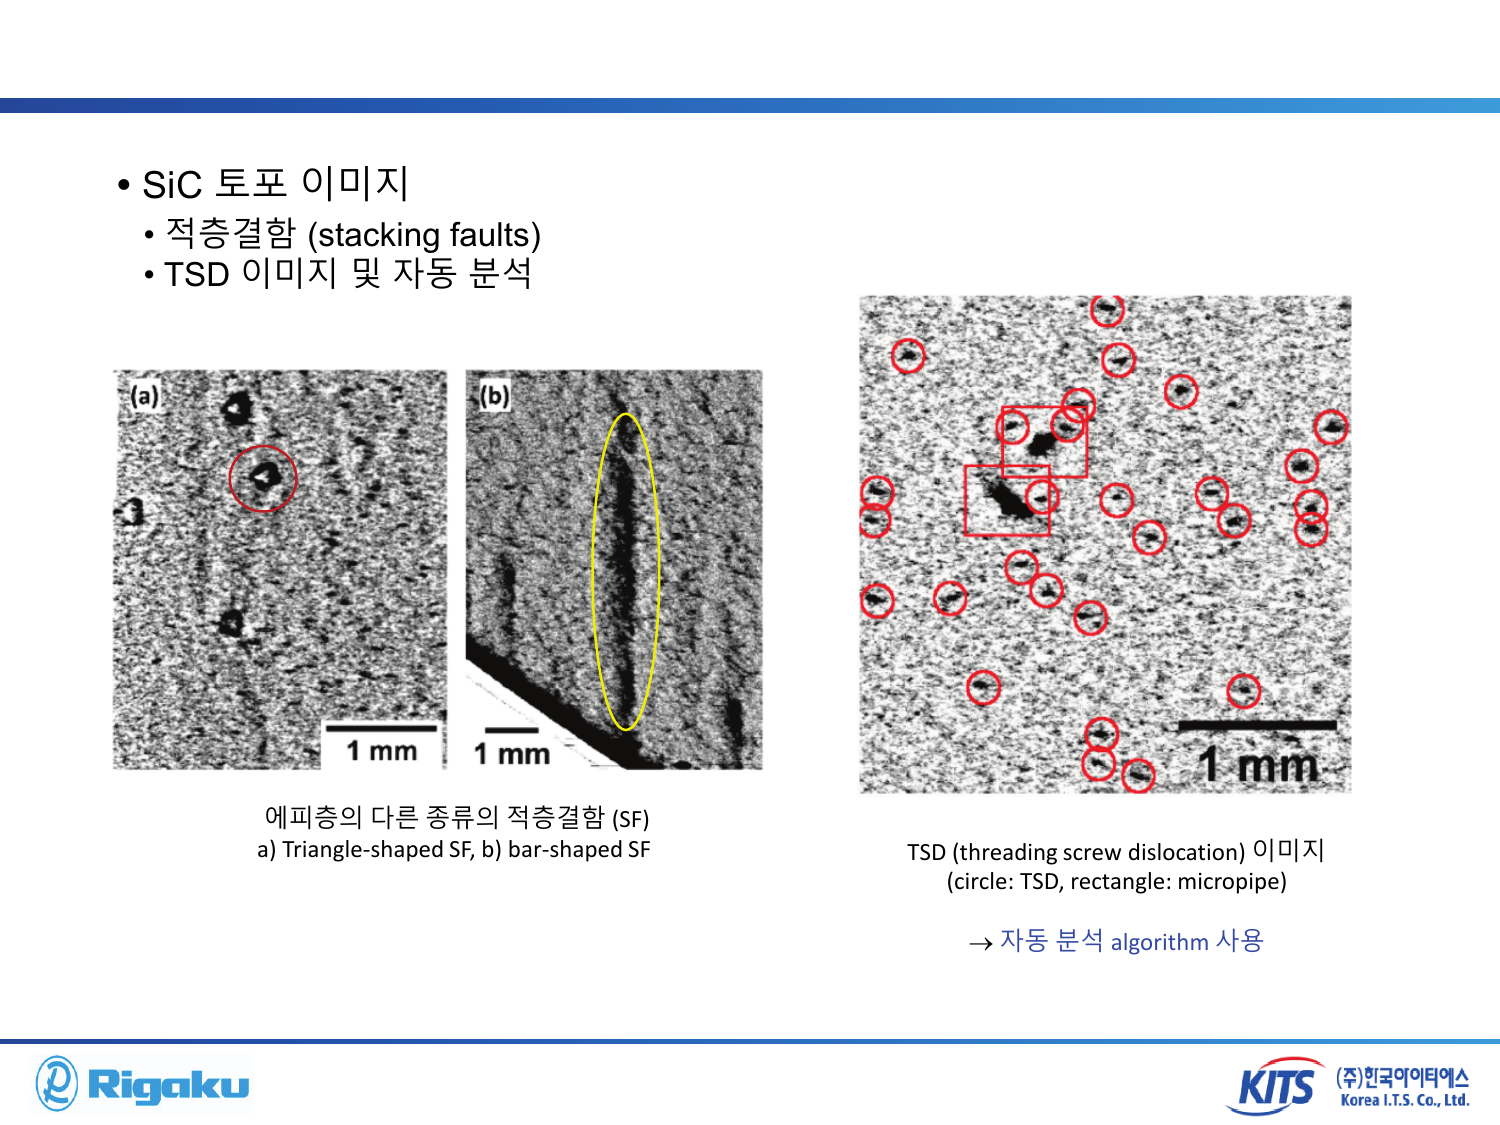 • SiC 토포 이미지
• 적층결함 (stacking faults)
• TSD 이미지 및 자동 분석
(a)
(b)
1 mm
1 mm
1 mm
에피층의 다른 종류의 적층결함 (SF)
a) Triangle-shaped SF, b) bar-shaped SF
TSD (threading screw dislocation) 이미지
(circle: TSD, rectangle: micropipe)
→ 자동 분석 algorithm 사용
Rigaku
KITS
(주)한국아이티에스
Korea I.T.S. Co., Ltd.